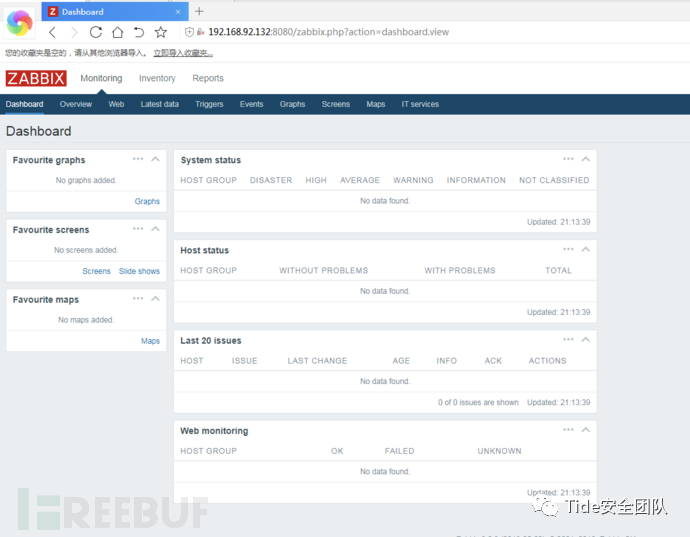 Dashboard
192.168.92.132:8080/zabbix.php?action=dashboard.view
您的收藏夹是空的，请从其他浏览器导入。 立即导入收藏夹...
ZABBIX Monitoring Inventory Reports
Dashboard Overview Web Latest data Triggers Events Graphs Screens Maps IT services
Dashboard
Favourite graphs
No graphs added.
Graphs
Favourite screens
No screens added.
Screens Slide shows
Favourite maps
No maps added.
Maps
System status
HOST GROUP DISASTER HIGH AVERAGE WARNING INFORMATION NOT CLASSIFIED
No data found.
Updated: 21:13:39
Host status
HOST GROUP WITHOUT PROBLEMS WITH PROBLEMS TOTAL
No data found.
Updated: 21:13:39
Last 20 issues
HOST ISSUE LAST CHANGE AGE INFO ACK ACTIONS
No data found.
0 of 0 issues are shown Updated: 21:13:39
Web monitoring
HOST GROUP OK FAILED UNKNOWN
No data found.
Updated: 21:13:39
FREEBUF
Tide安全团队